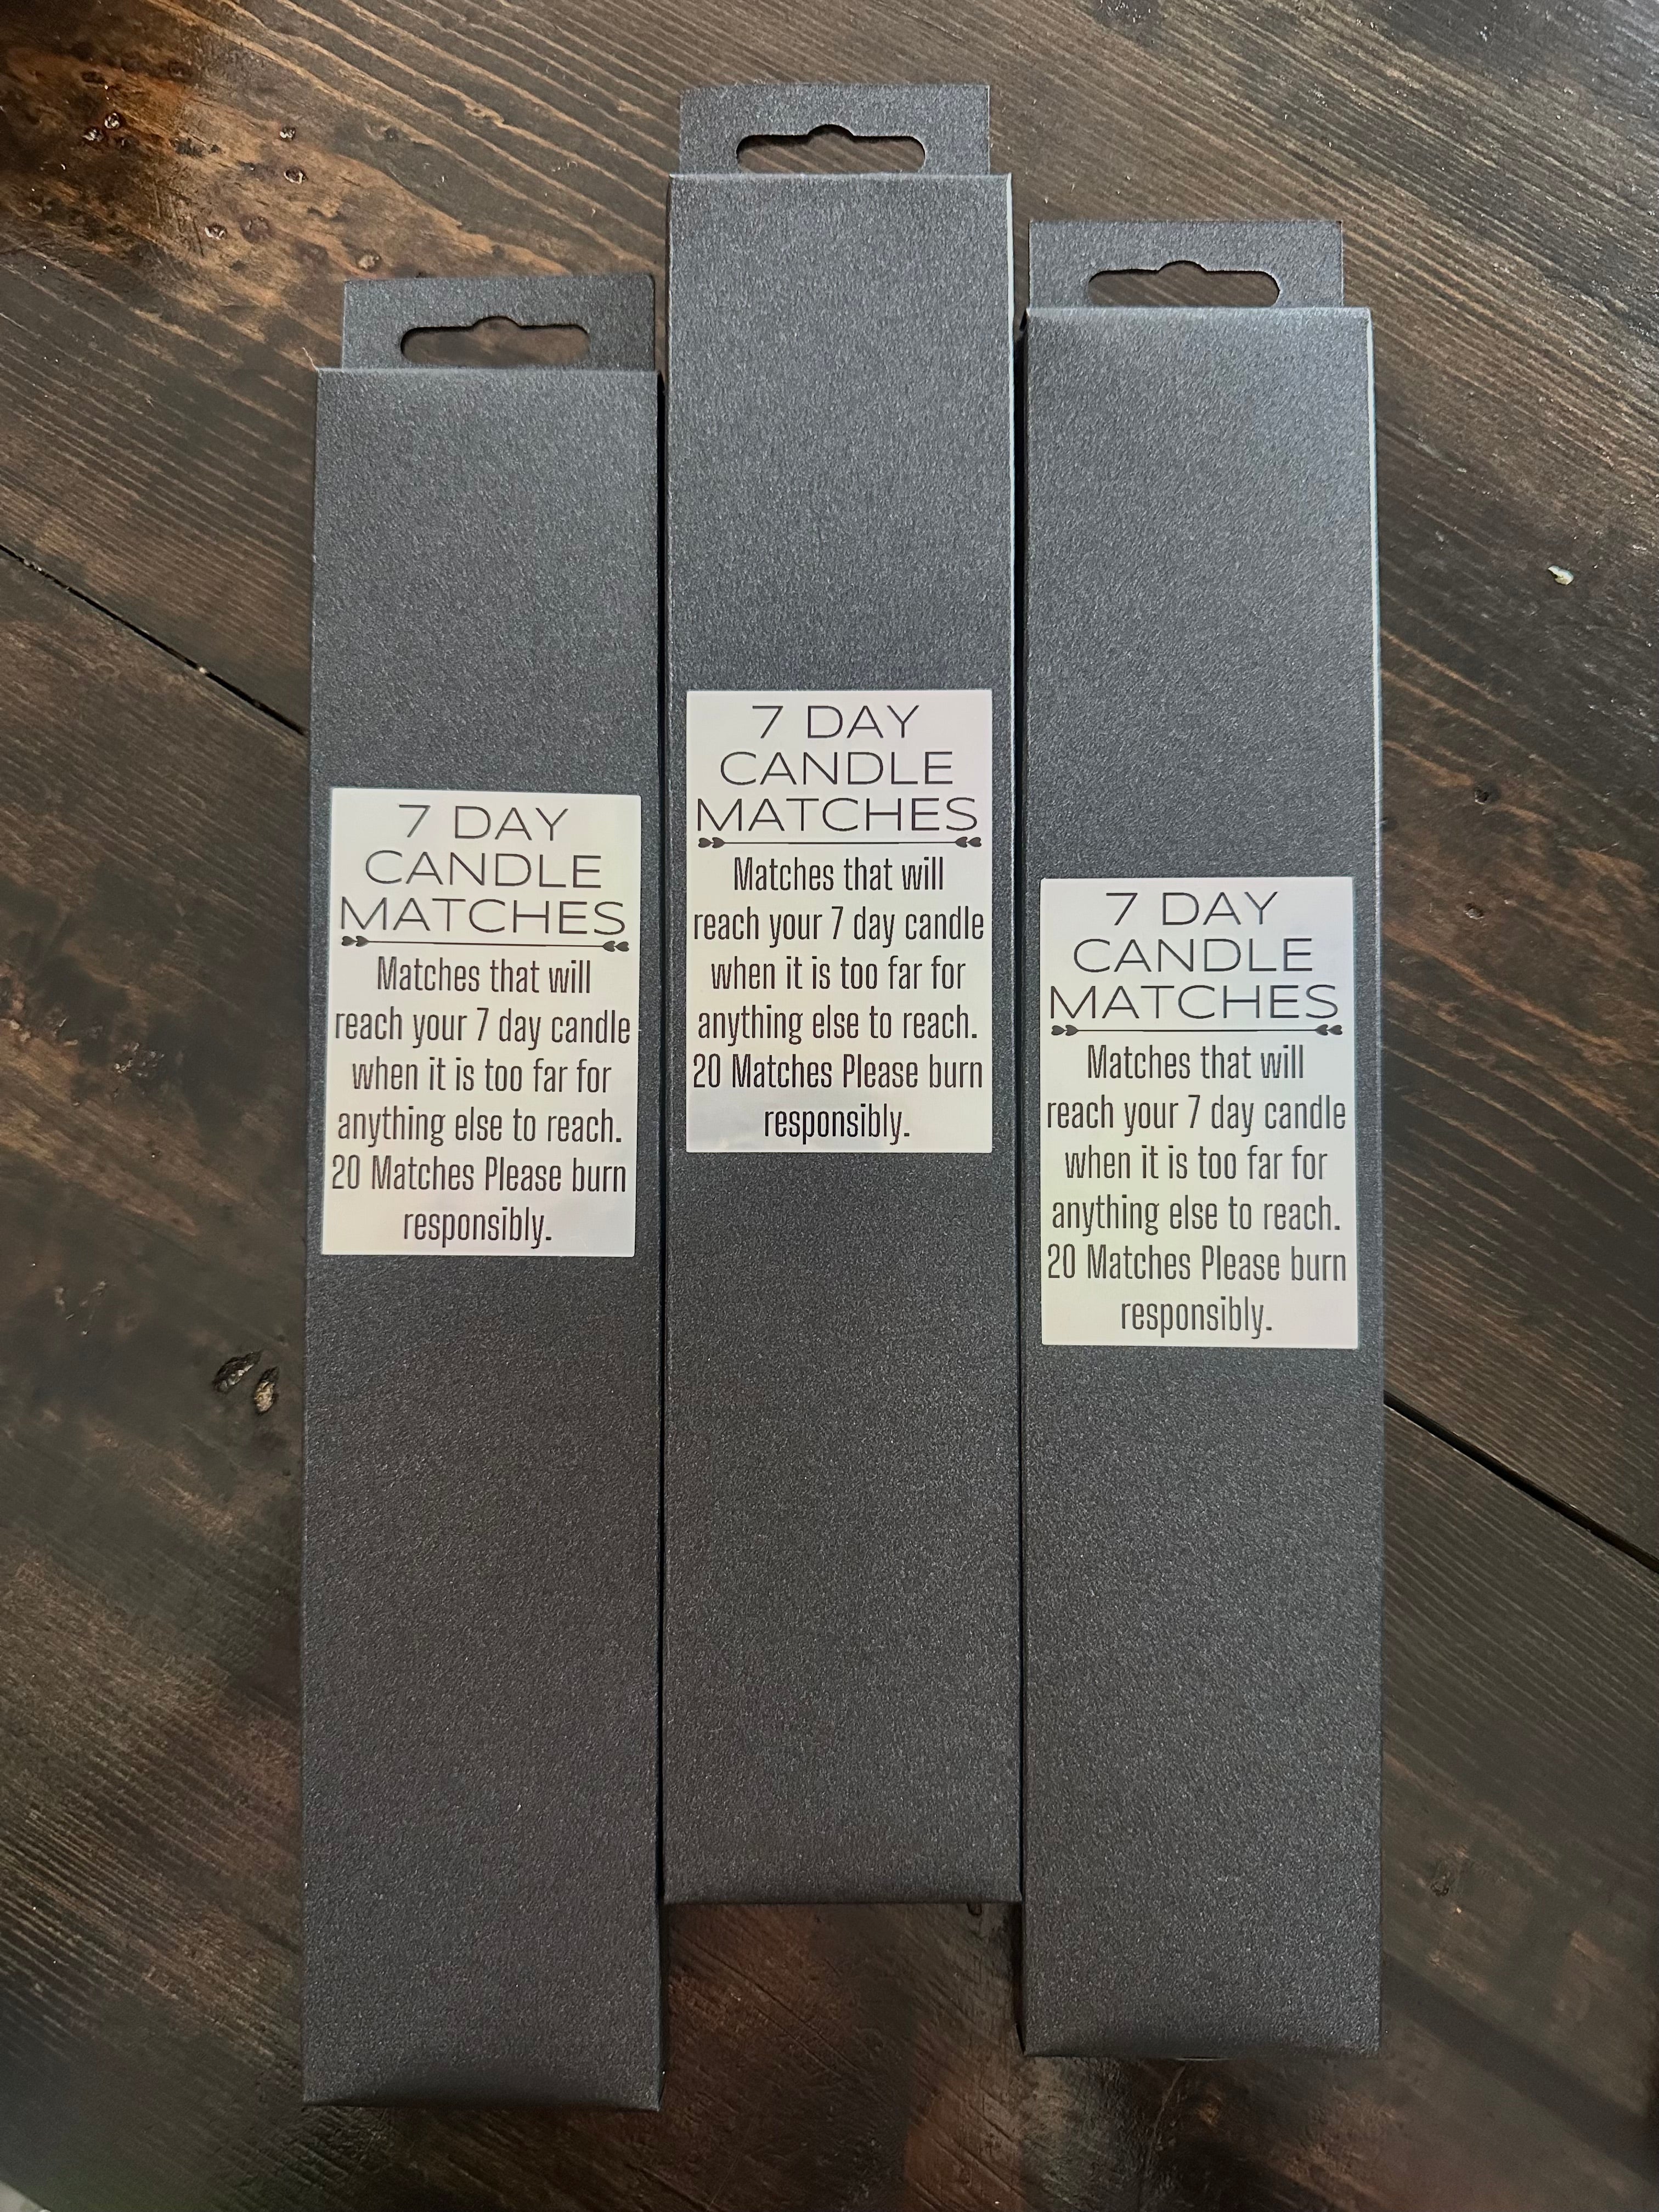 7 DAY
CANDLE
MATCHES
Matches that will
reach your 7 day candle
when it is too far for
anything else to reach.
20 Matches Please burn
responsibly.
7 DAY
CANDLE
MATCHES
Matches that will
reach your 7 day candle
when it is too far for
anything else to reach.
20 Matches Please burn
responsibly.
7 DAY
CANDLE
MATCHES
Matches that will
reach your 7 day candle
when it is too far for
anything else to reach.
20 Matches Please burn
responsibly.